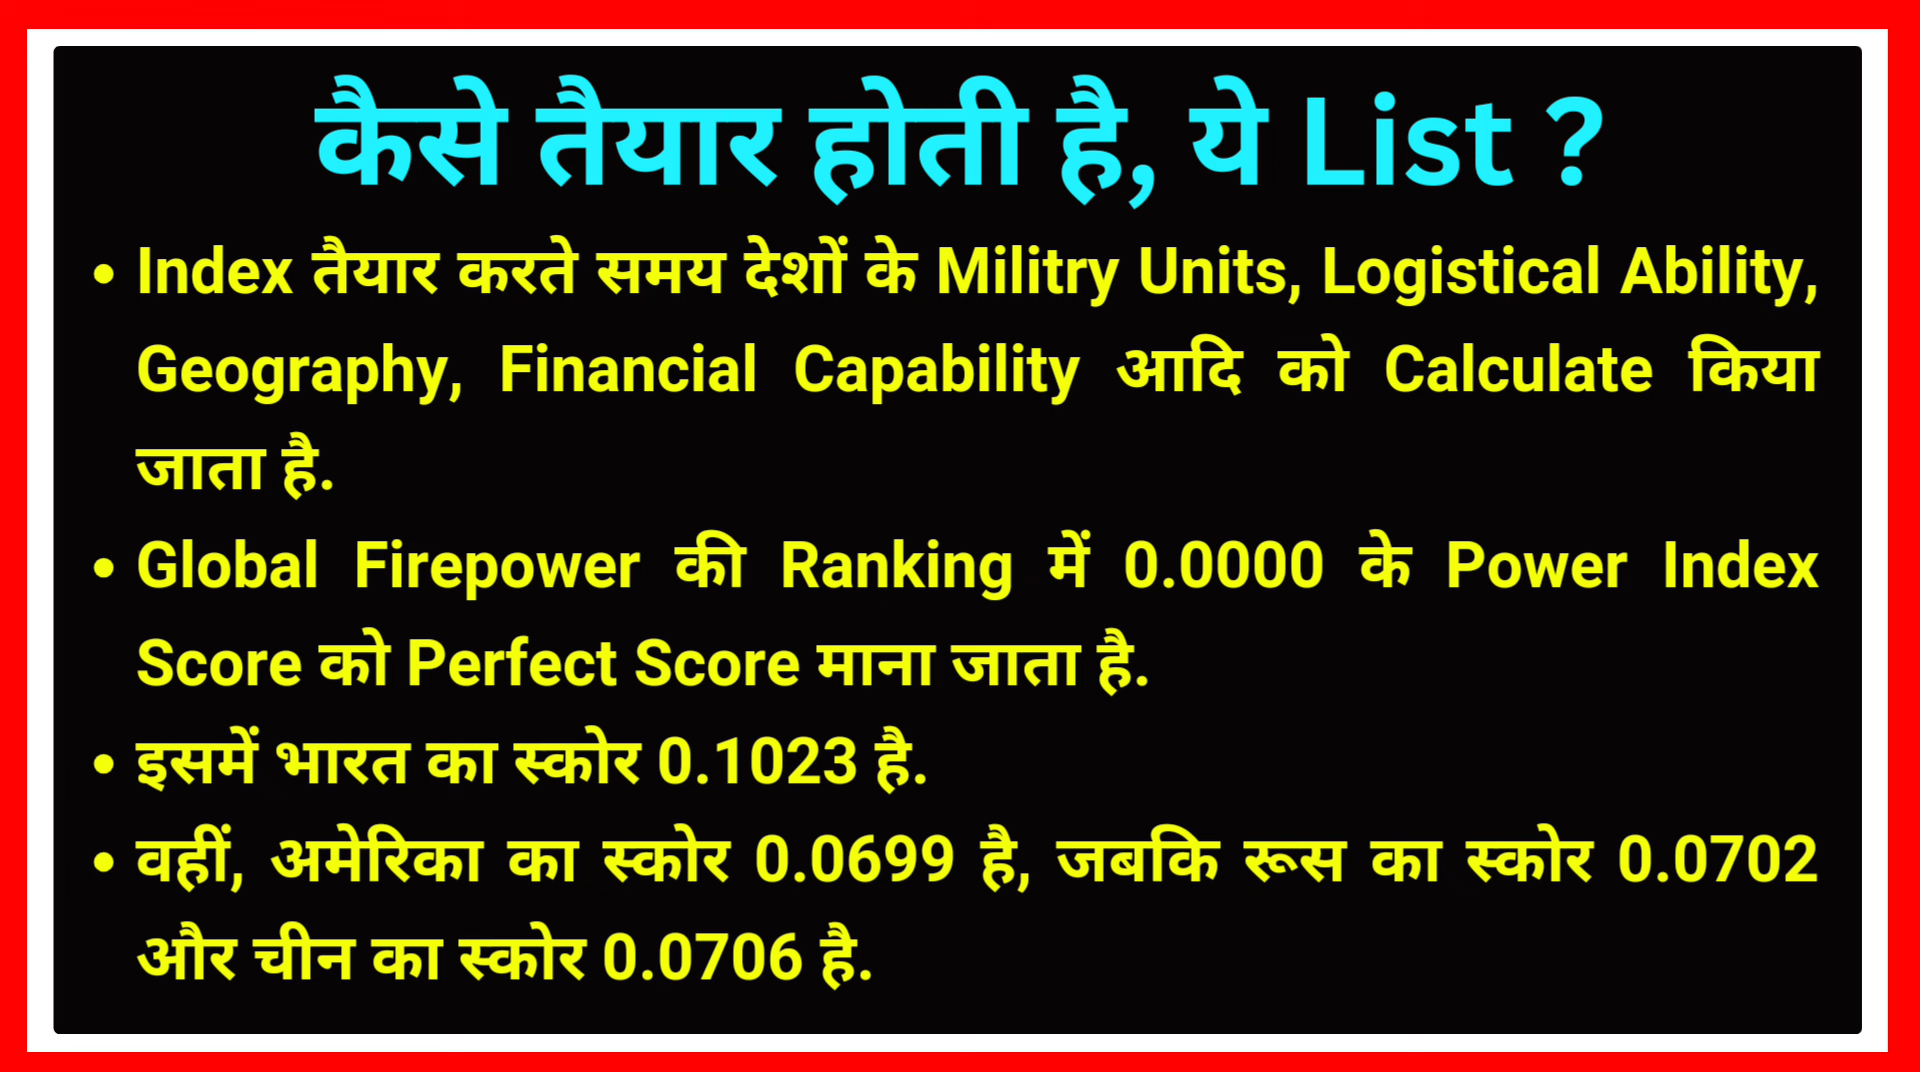 कैसे तैयार होती है, ये List ?
• Index तैयार करते समय देशों के Militry Units, Logistical Ability,
Geography, Financial Capability आदि को Calculate किया
जाता है.
• Global Firepower की Ranking में 0.0000 के Power Index
Score को Perfect Score माना जाता है.
• इसमें भारत का स्कोर 0.1023 है.
• वहीं, अमेरिका का स्कोर 0.0699 है, जबकि रूस का स्कोर 0.0702
और चीन का स्कोर 0.0706 है.